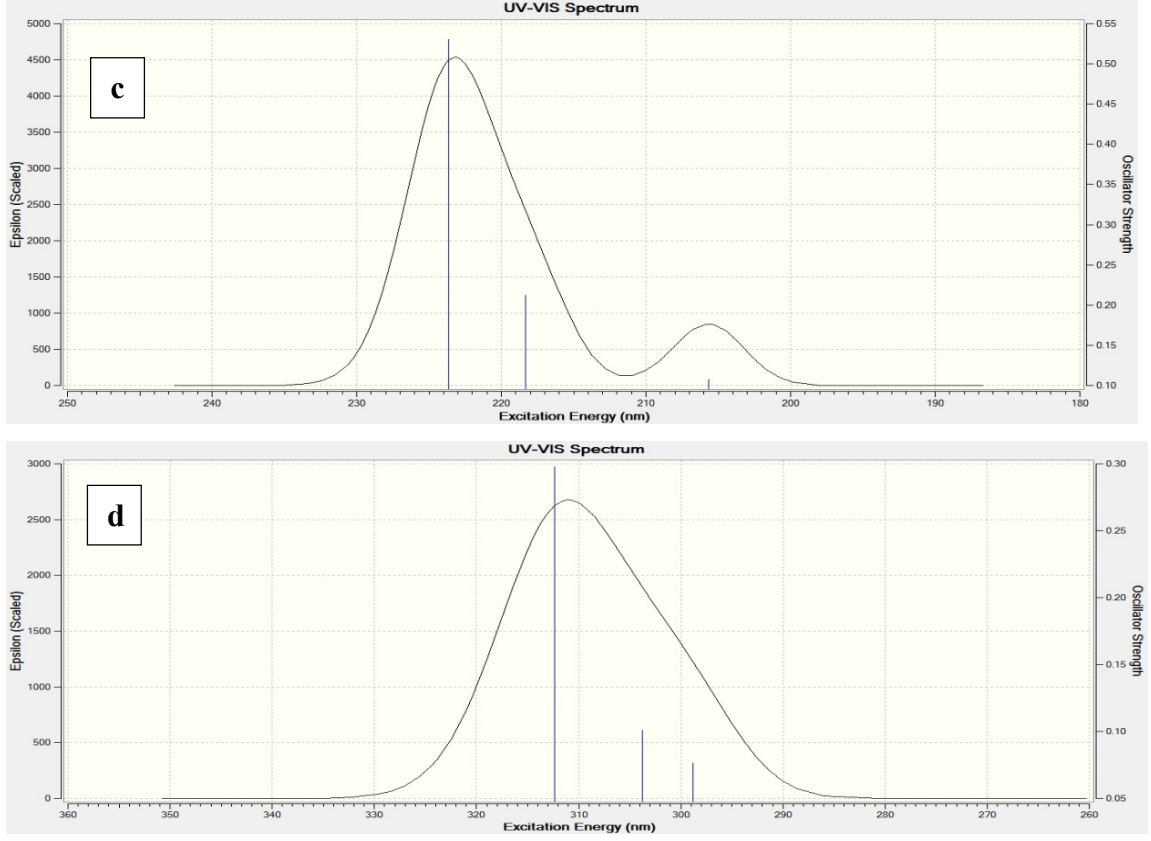 UV-VIS Spectrum
c
5000
4500
4000
3500
3000
2500
2000
1500
1000
500
0
Epsilon (Scaled)
0.55
0.50
0.45
0.40
0.35
0.30
0.25
0.20
0.15
0.10
Oscillator Strength
250 240 230 220 210 200 190 180
Excitation Energy (nm)
UV-VIS Spectrum
d
3000
2500
2000
1500
1000
500
0
Epsilon (Scaled)
0.30
0.25
0.20
0.15
0.10
0.05
Oscillator Strength
360 350 340 330 320 310 300 290 280 270 260
Excitation Energy (nm)